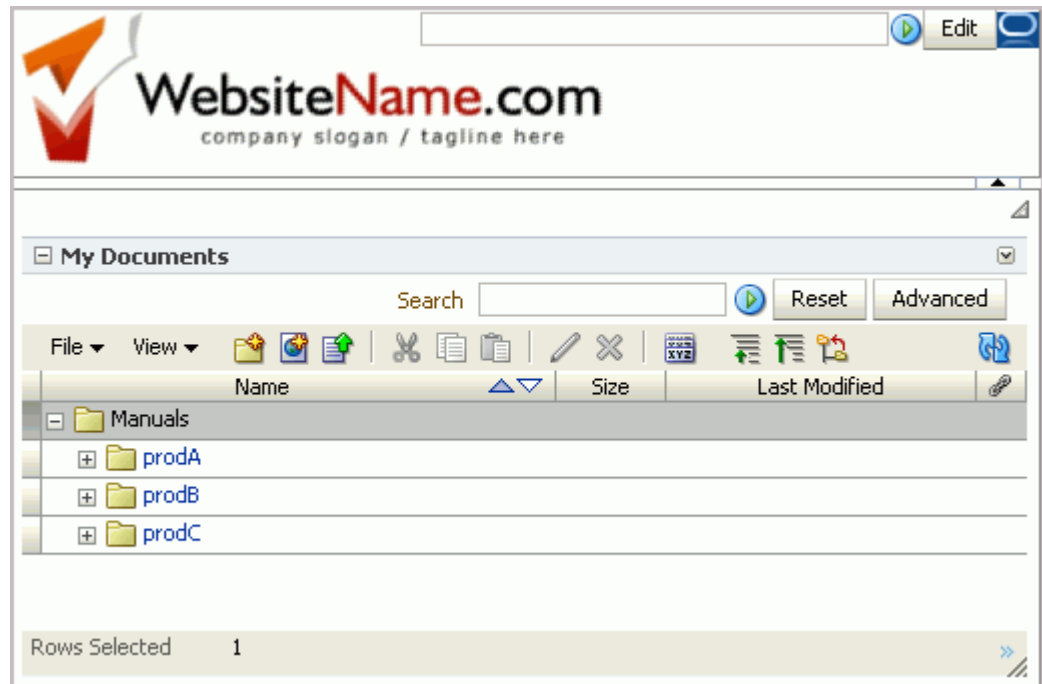 Edit
WebsiteName.com
company slogan / tagline here
My Documents
Search Reset Advanced
File View
Name Size Last Modified
Manuals
prodA
prodB
prodC
Rows Selected 1